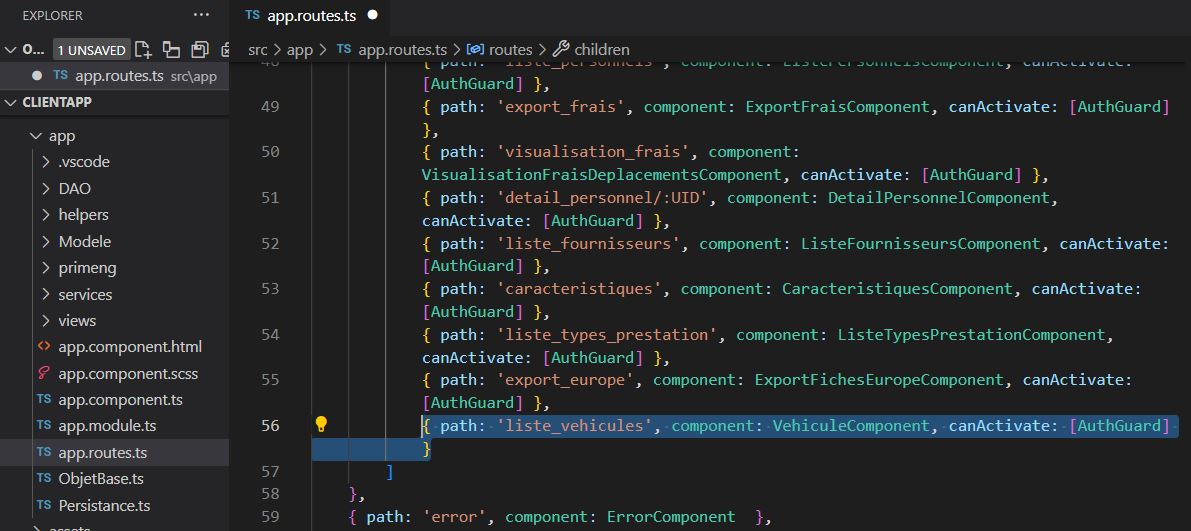 EXPLORER
···
TS app.routes.ts
O...
1 UNSAVED
TS app.routes.ts src\app
CLIENTAPP
app
.vscode
DAO
helpers
Modele
primeng
services
views
<> app.component.html
app.component.scss
TS app.component.ts
TS app.module.ts
TS app.routes.ts
TS ObjetBase.ts
TS Persistance.ts
assets
src > app > TS app.routes.ts > routes > children
48 { path: 'liste_personnels', component: ListePersonnelsComponent, canActivate:
[AuthGuard] },
49 { path: 'export_frais', component: ExportFraisComponent, canActivate: [AuthGuard]
},
50 { path: 'visualisation_frais', component:
VisualisationFraisDeplacementsComponent, canActivate: [AuthGuard] },
51 { path: 'detail_personnel/:UID', component: DetailPersonnelComponent,
canActivate: [AuthGuard] },
52 { path: 'liste_fournisseurs', component: ListeFournisseursComponent, canActivate:
[AuthGuard] },
53 { path: 'caracteristiques', component: CaracteristiquesComponent, canActivate:
[AuthGuard] },
54 { path: 'liste_types_prestation', component: ListeTypesPrestationComponent,
canActivate: [AuthGuard] },
55 { path: 'export_europe', component: ExportFichesEuropeComponent, canActivate:
[AuthGuard] },
56 { path: 'liste_vehicules', component: VehiculeComponent, canActivate: [AuthGuard]
}
57 ]
58 },
59 { path: 'error', component: ErrorComponent },